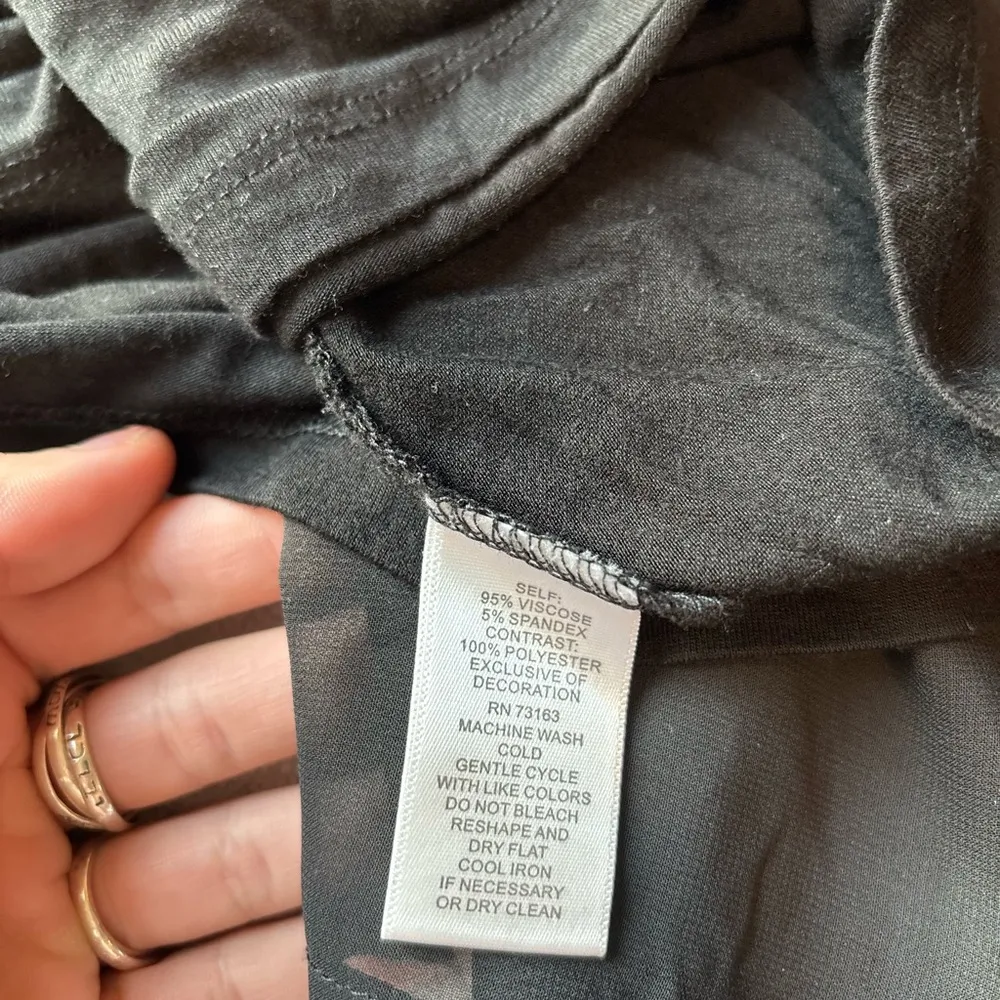 SELF:
95% VISCOSE
5% SPANDEX
CONTRAST:
100% POLYESTER
EXCLUSIVE OF
DECORATION
RN 73163
MACHINE WASH
COLD
GENTLE CYCLE
WITH LIKE COLORS
DO NOT BLEACH
RESHAPE AND
DRY FLAT
COOL IRON
IF NECESSARY
OR DRY CLEAN